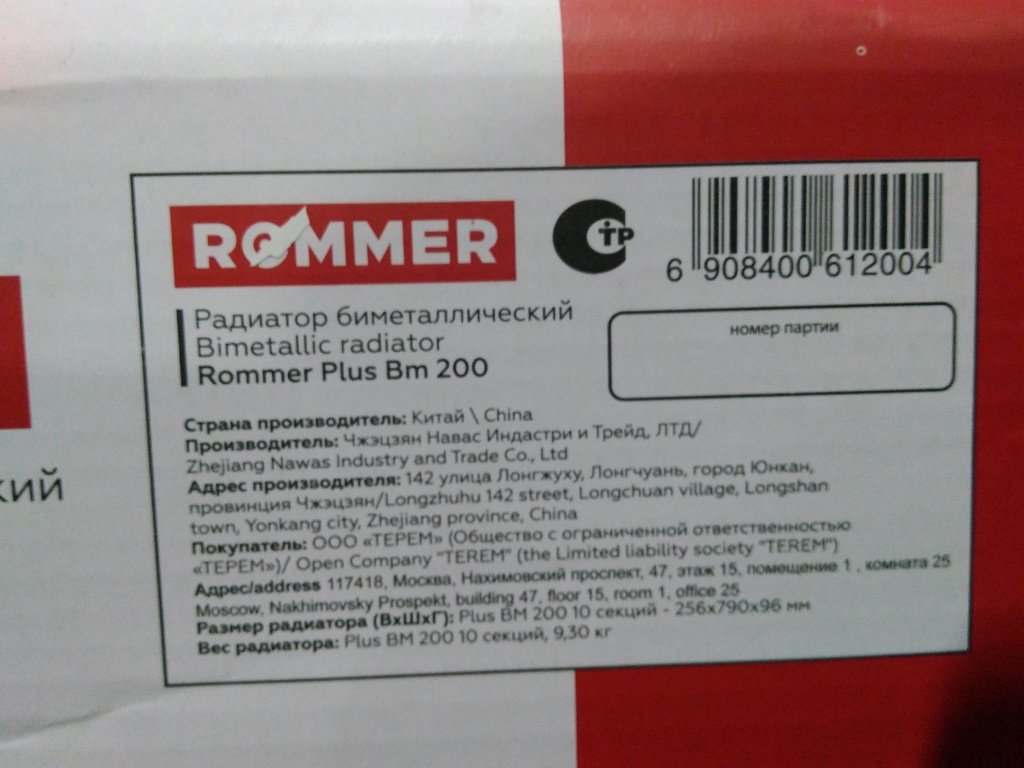 ROMMER
ТР
6 908400 612004
Радиатор биметаллический
Bimetallic radiator
Rommer Plus Bm 200
номер партии
Страна производитель: Китай \ China
Производитель: Чжэцзян Навас Индастри и Трейд, ЛТД/
Zhejiang Nawas Industry and Trade Co., Ltd
Адрес производителя: 142 улица Лонгжуху, Лонгчуань, город Юнкан,
провинция Чжэцзян/Longzhuhu 142 street, Longchuan village, Longshan
town, Yonkang city, Zhejiang province, China
Покупатель: ООО «ТЕРЕМ» (Общество с ограниченной ответственностью
«ТЕРЕМ»)/ Open Company "TEREM" (the Limited liability society "TEREM")
Адрес/address 117418, Москва, Нахимовский проспект, 47, этаж 15, помещение 1 , комната 25
Moscow, Nakhimovsky Prospekt, building 47, floor 15, room 1, office 25
Размер радиатора (ВхШхГ): Plus BM 200 10 секций - 256х790х96 мм
Вес радиатора: Plus BM 200 10 секций, 9,30 кг
кий